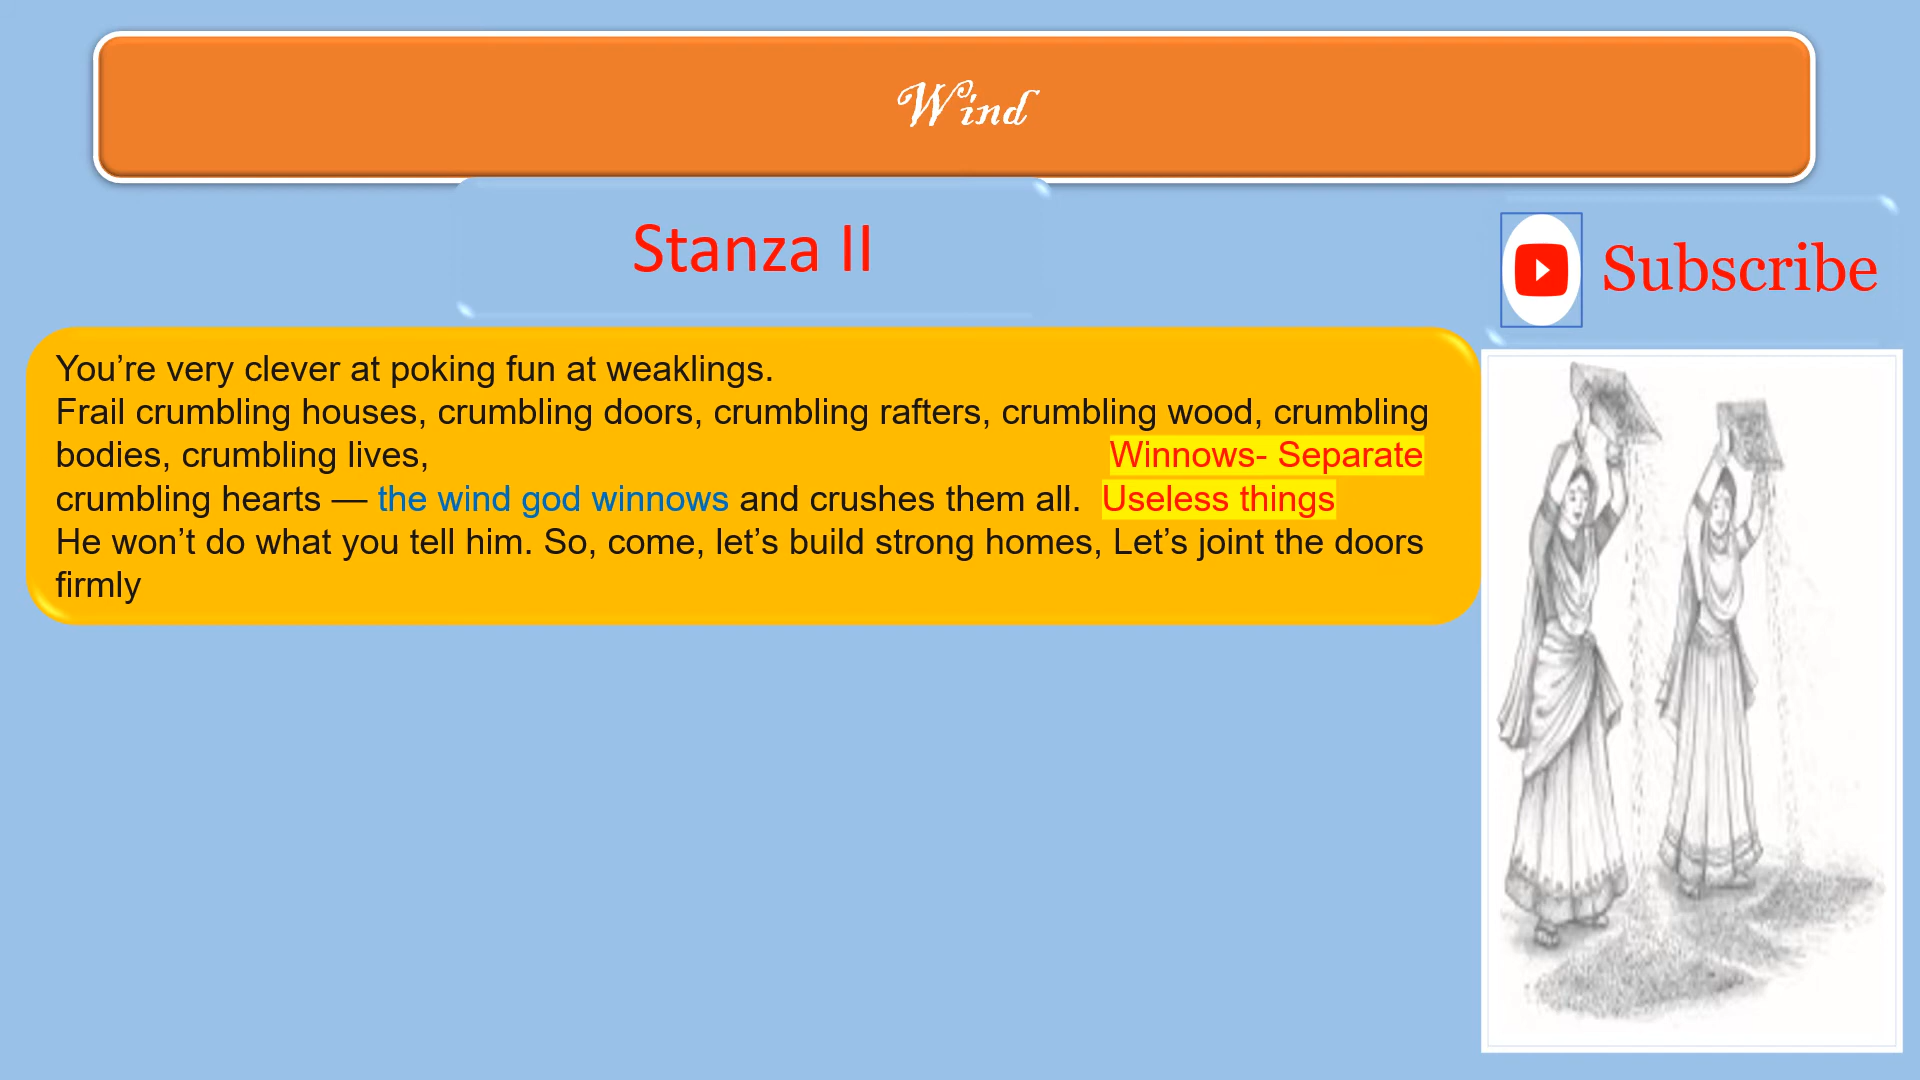 Wind
Stanza II
Subscribe
You’re very clever at poking fun at weaklings.
Frail crumbling houses, crumbling doors, crumbling rafters, crumbling wood, crumbling
bodies, crumbling lives, Winnows- Separate
crumbling hearts — the wind god winnows and crushes them all. Useless things
He won’t do what you tell him. So, come, let’s build strong homes, Let’s joint the doors
firmly